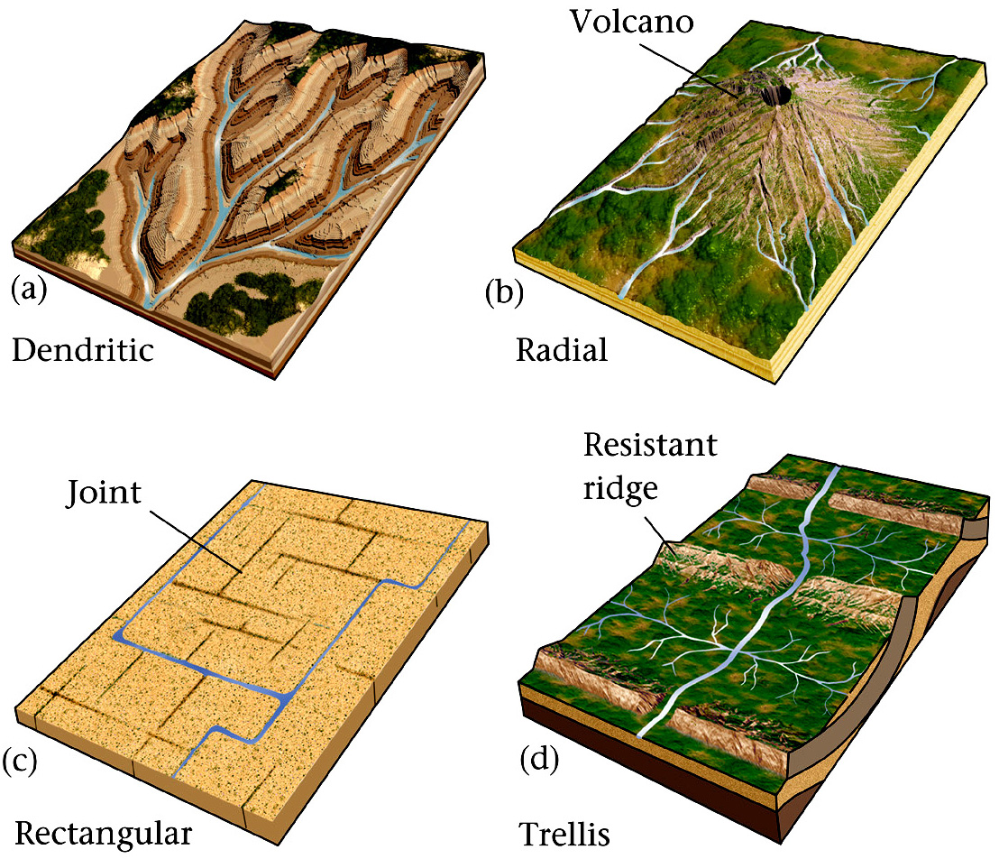 Volcano
(a)
Dendritic
(b)
Radial
Joint
Resistant
ridge
(c)
Rectangular
(d)
Trellis